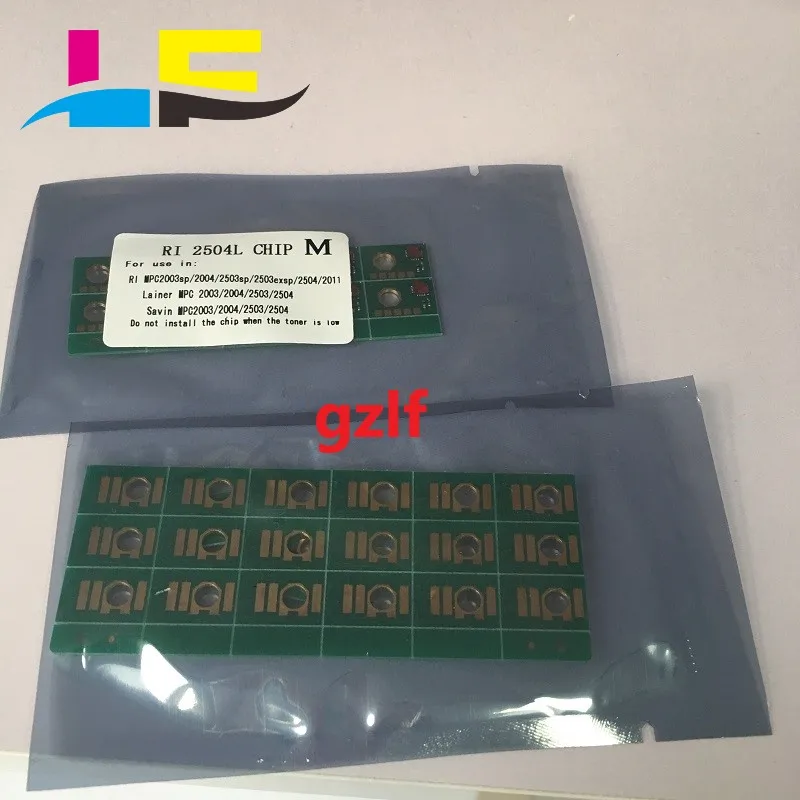 LF
RI 2504L CHIP M
For use in:
RI MPC2003sp/2004/2503sp/2503exsp/2504/2011
Lainer MPC 2003/2004/2503/2504
Savin MPC2003/2004/2503/2504
Do not install the chip when the toner is low
gzlf